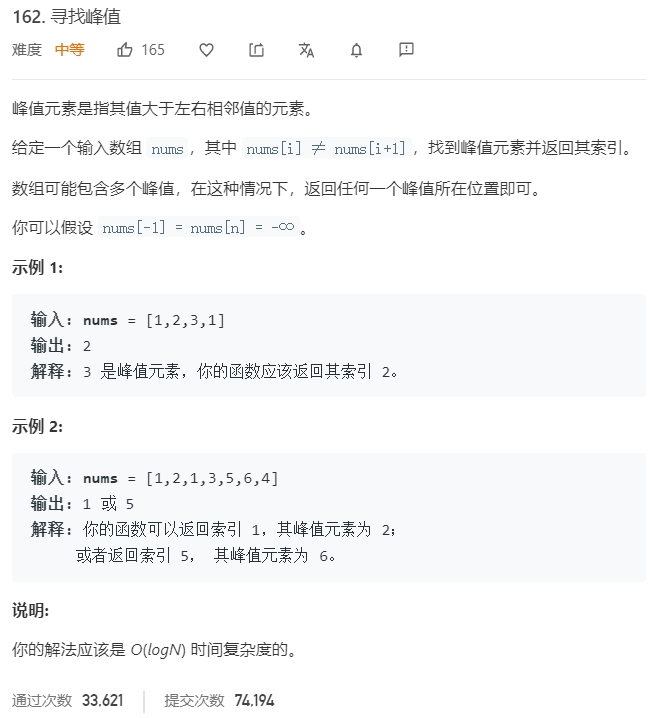 162. 寻找峰值
难度 中等 165
峰值元素是指其值大于左右相邻值的元素。
给定一个输入数组 nums，其中 nums[i] ≠ nums[i+1]，找到峰值元素并返回其索引。
数组可能包含多个峰值，在这种情况下，返回任何一个峰值所在位置即可。
你可以假设 nums[-1] = nums[n] = -∞。
示例 1:
输入: nums = [1,2,3,1]
输出: 2
解释: 3 是峰值元素，你的函数应该返回其索引 2。
示例 2:
输入: nums = [1,2,1,3,5,6,4]
输出: 1 或 5
解释: 你的函数可以返回索引 1，其峰值元素为 2；
或者返回索引 5， 其峰值元素为 6。
说明:
你的解法应该是 O(logN) 时间复杂度的。
通过次数 33,621 提交次数 74,194